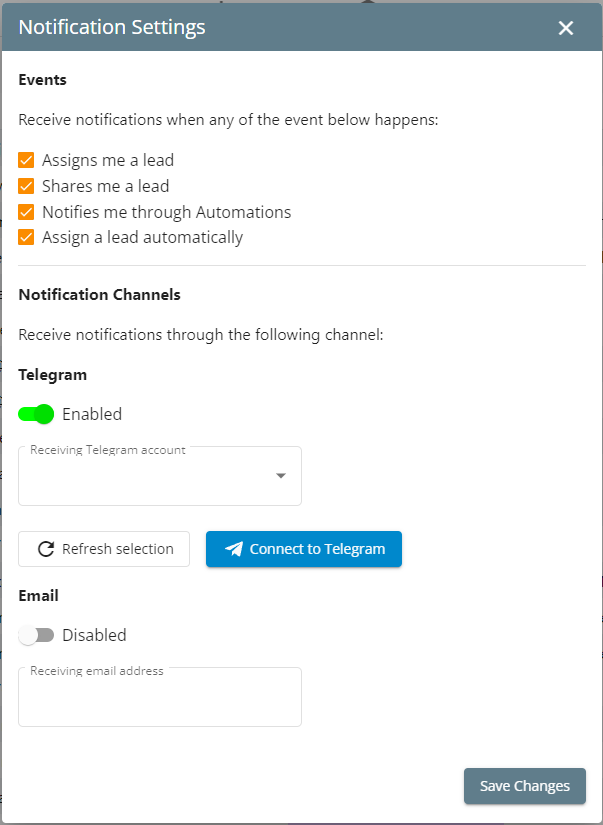 Notification Settings
Events
Receive notifications when any of the event below happens:
Assigns me a lead
Shares me a lead
Notifies me through Automations
Assign a lead automatically
Notification Channels
Receive notifications through the following channel:
Telegram
Enabled
Receiving Telegram account
Refresh selection
Connect to Telegram
Email
Disabled
Receiving email address
Save Changes